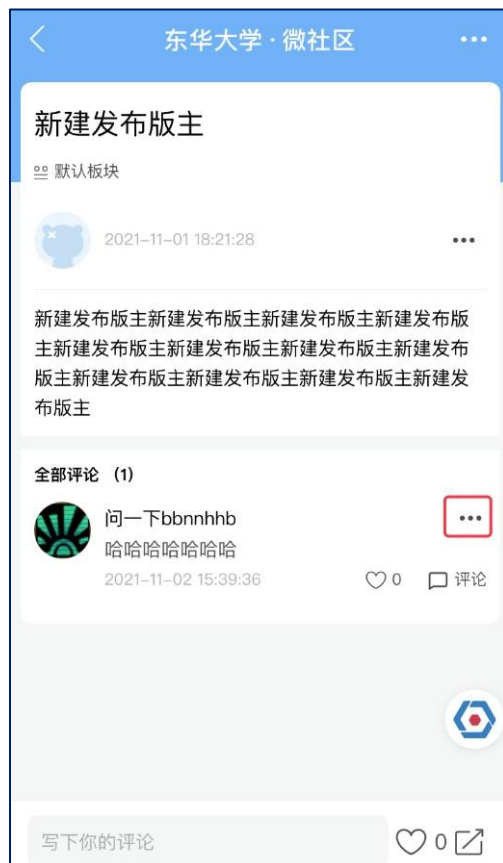 东华大学 · 微社区
新建发布版主
默认板块
2021-11-01 18:21:28
新建发布版主新建发布版主新建发布版主新建发布版
主新建发布版主新建发布版主新建发布版主新建发布
版主新建发布版主新建发布版主新建发布版主新建发
布版主
全部评论 (1)
问一下bbnnhhb
哈哈哈哈哈哈哈
2021-11-02 15:39:36 0 评论
写下你的评论 0